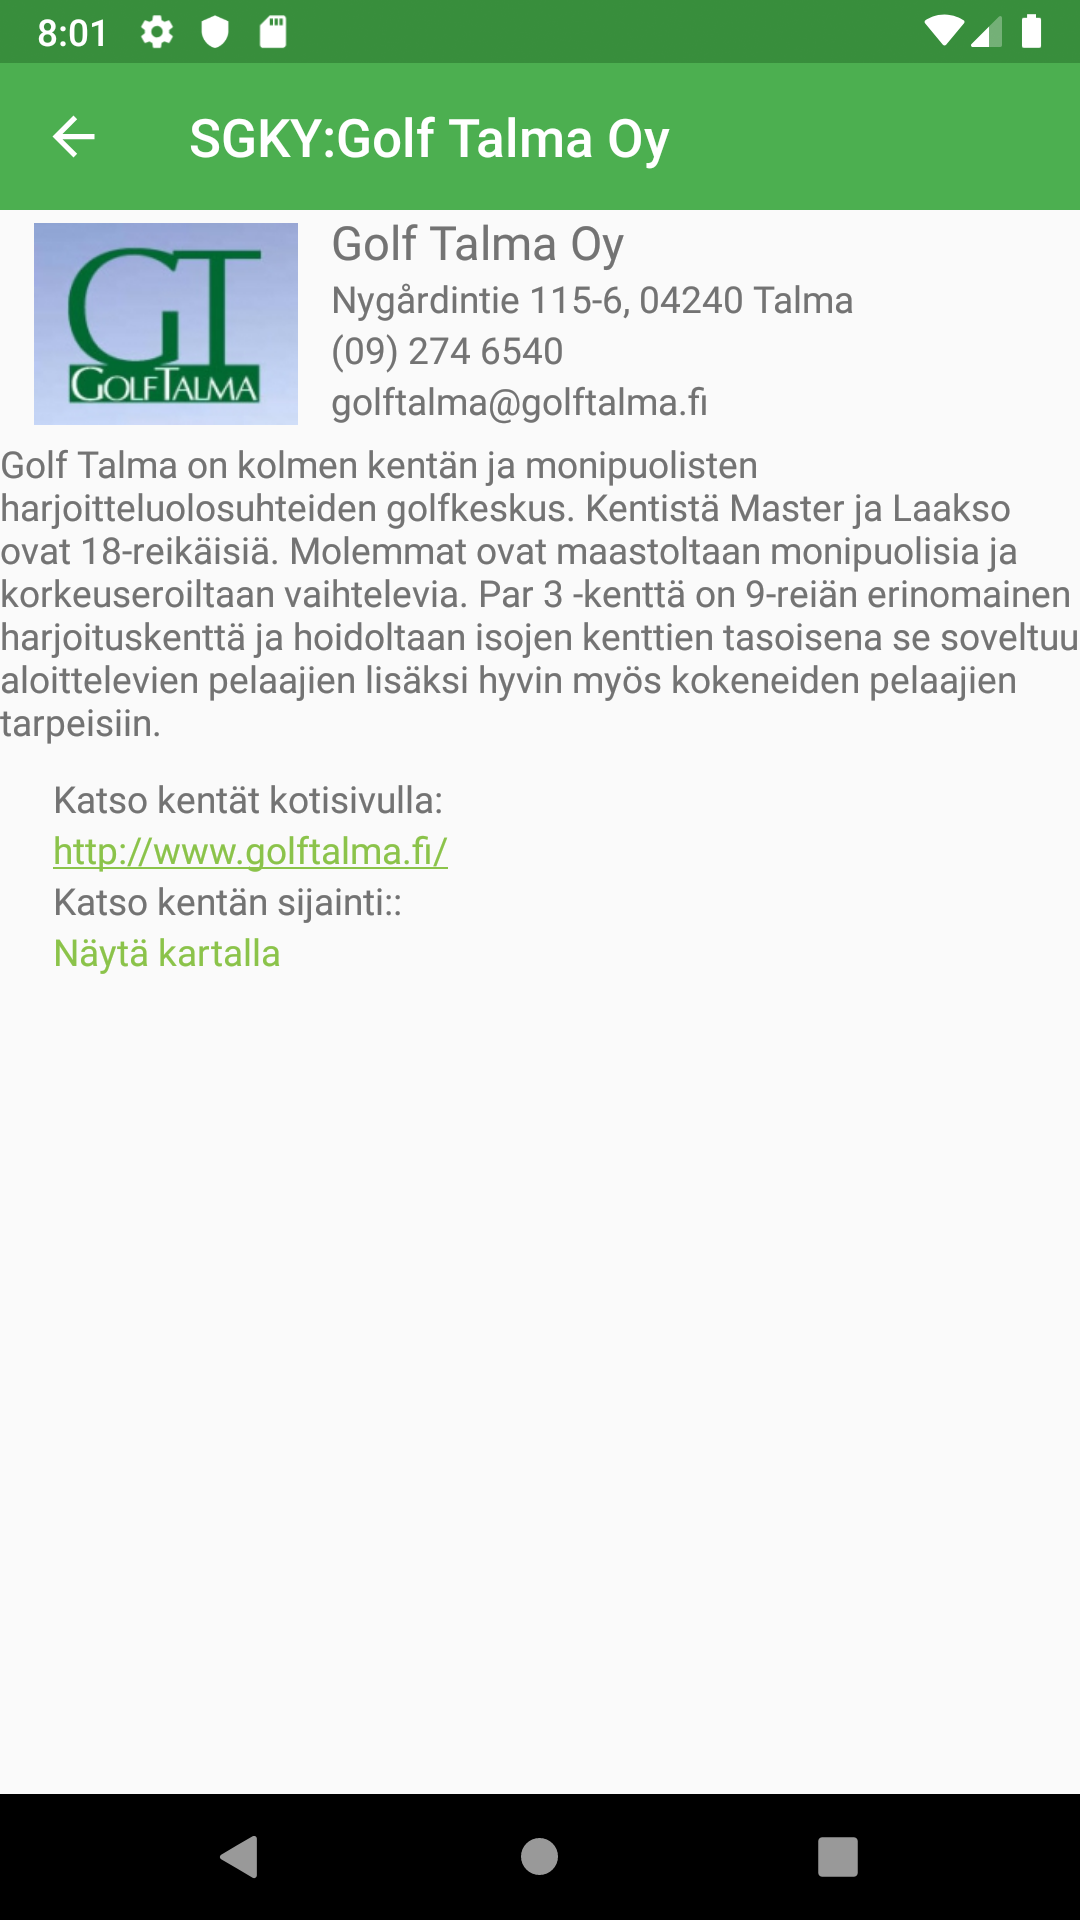 8:01
SGKY:Golf Talma Oy
GT
GOLFTALMA
Golf Talma Oy
Nygårdintie 115-6, 04240 Talma
(09) 274 6540
golftalma@golftalma.fi
Golf Talma on kolmen kentän ja monipuolisten
harjoitteluolosuhteiden golfkeskus. Kentistä Master ja Laakso
ovat 18-reikäisiä. Molemmat ovat maastoltaan monipuolisia ja
korkeuseroiltaan vaihtelevia. Par 3 -kenttä on 9-reiän erinomainen
harjoituskenttä ja hoidoltaan isojen kenttien tasoisena se soveltuu
aloittelevien pelaajien lisäksi hyvin myös kokeneiden pelaajien
tarpeisiin.
Katso kentät kotisivulla:
http://www.golftalma.fi/
Katso kentän sijainti::
Näytä kartalla